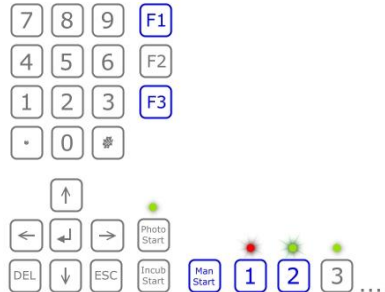 7 8 9 F1
4 5 6 F2
1 2 3 F3
. 0 #
↑
← ↵ → Photo Start
DEL ↓ ESC Incub Start Man Start 1 2 3 ...